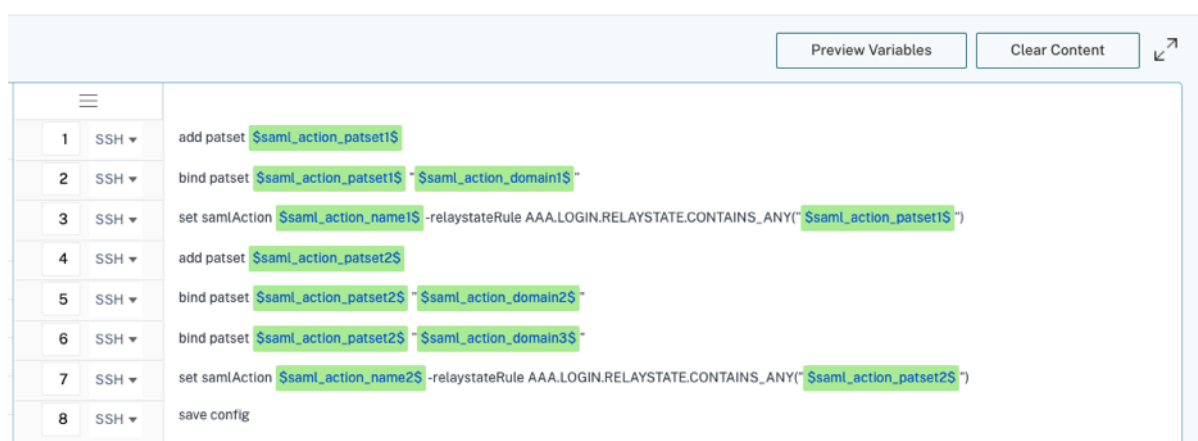 Preview Variables Clear Content
1 SSH add patset $saml_action_patset1$
2 SSH bind patset $saml_action_patset1$ "$saml_action_domain1$"
3 SSH set samlAction $saml_action_name1$ -relaystateRule AAA.LOGIN.RELAYSTATE.CONTAINS_ANY("$saml_action_patset1$")
4 SSH add patset $saml_action_patset2$
5 SSH bind patset $saml_action_patset2$ "$saml_action_domain2$"
6 SSH bind patset $saml_action_patset2$ "$saml_action_domain3$"
7 SSH set samlAction $saml_action_name2$ -relaystateRule AAA.LOGIN.RELAYSTATE.CONTAINS_ANY("$saml_action_patset2$")
8 SSH save config